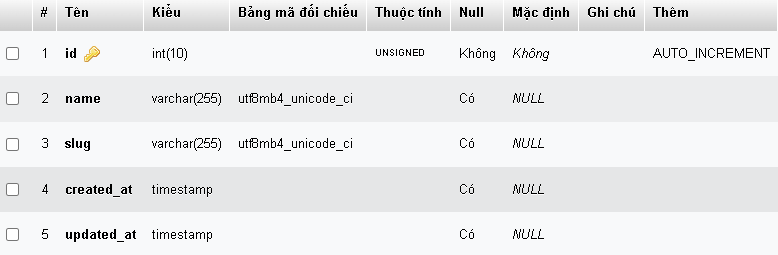 # Tên Kiểu Bảng mã đối chiếu Thuộc tính Null Mặc định Ghi chú Thêm
1 id int(10) UNSIGNED Không Không AUTO_INCREMENT
2 name varchar(255) utf8mb4_unicode_ci Có NULL
3 slug varchar(255) utf8mb4_unicode_ci Có NULL
4 created_at timestamp Có NULL
5 updated_at timestamp Có NULL